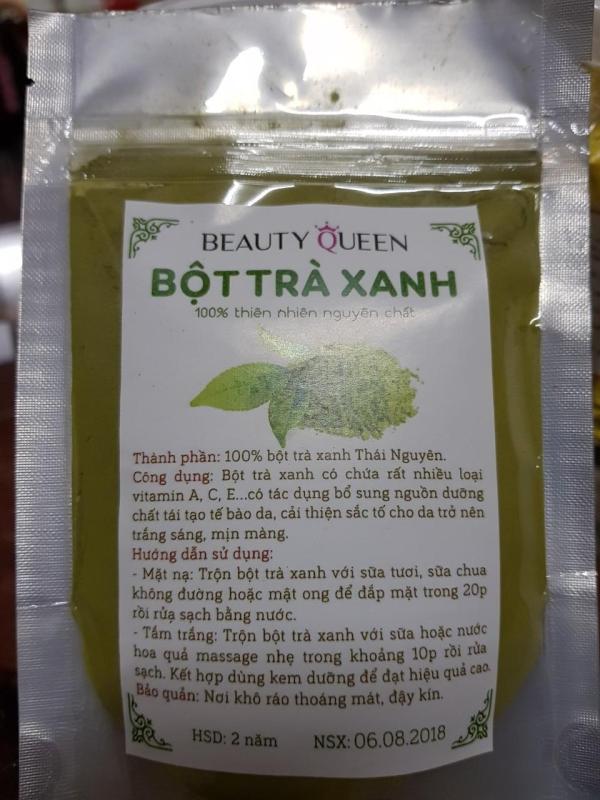 BEAUTY QUEEN
BỘT TRÀ XANH
100% thiên nhiên nguyên chất
Thành phần: 100% bột trà xanh Thái Nguyên.
Công dụng: Bột trà xanh có chứa rất nhiều loại
vitamin A, C, E...có tác dụng bổ sung nguồn dưỡng
chất tái tạo tế bào da, cải thiện sắc tố cho da trở nên
trắng sáng, mịn màng.
Hướng dẫn sử dụng:
- Mặt nạ: Trộn bột trà xanh với sữa tươi, sữa chua
không đường hoặc mật ong để đắp mặt trong 20p
rồi rửa sạch bằng nước.
- Tắm trắng: Trộn bột trà xanh với sữa hoặc nước
hoa quả massage nhẹ trong khoảng 10p rồi rửa
sạch. Kết hợp dùng kem dưỡng để đạt hiệu quả cao.
Bảo quản: Nơi khô ráo thoáng mát, đậy kín.
HSD: 2 năm NSX: 06.08.2018